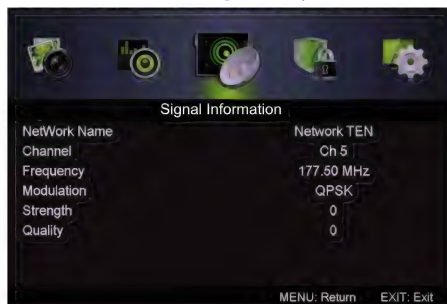 Signal Information
NetWork Name Network TEN
Channel Ch 5
Frequency 177.50 MHz
Modulation QPSK
Strength 0
Quality 0
MENU: Return EXIT: Exit